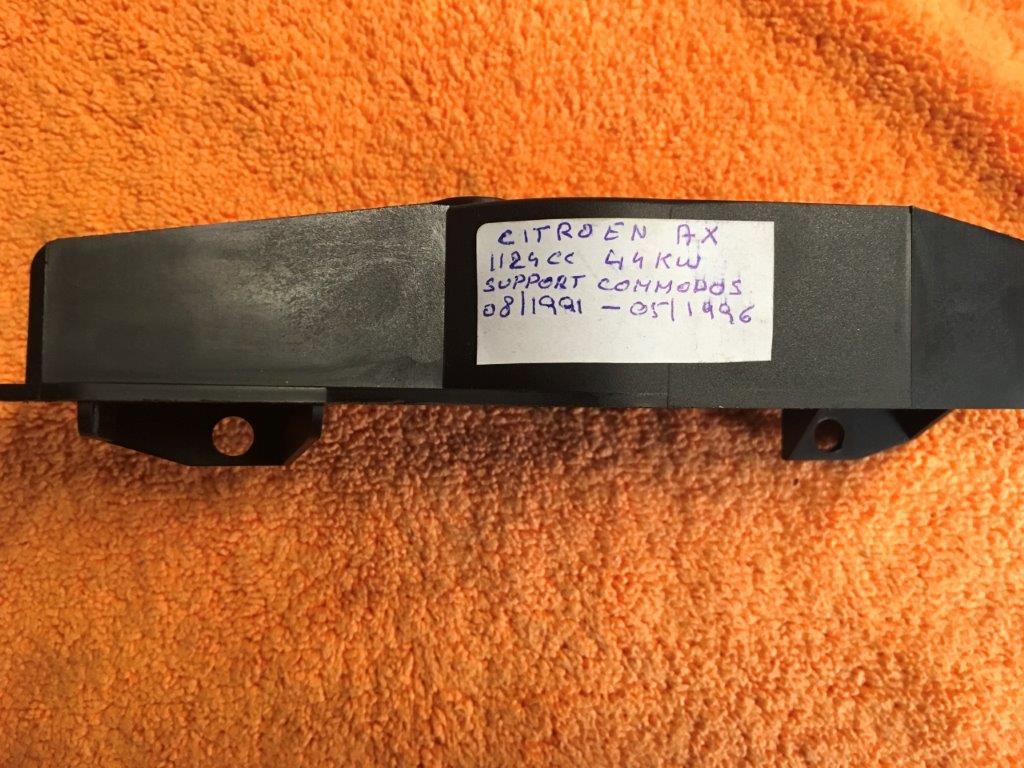 CITROEN AX
1124CC 44KW
SUPPORT COMMODOS
08/1991 - 05/1996